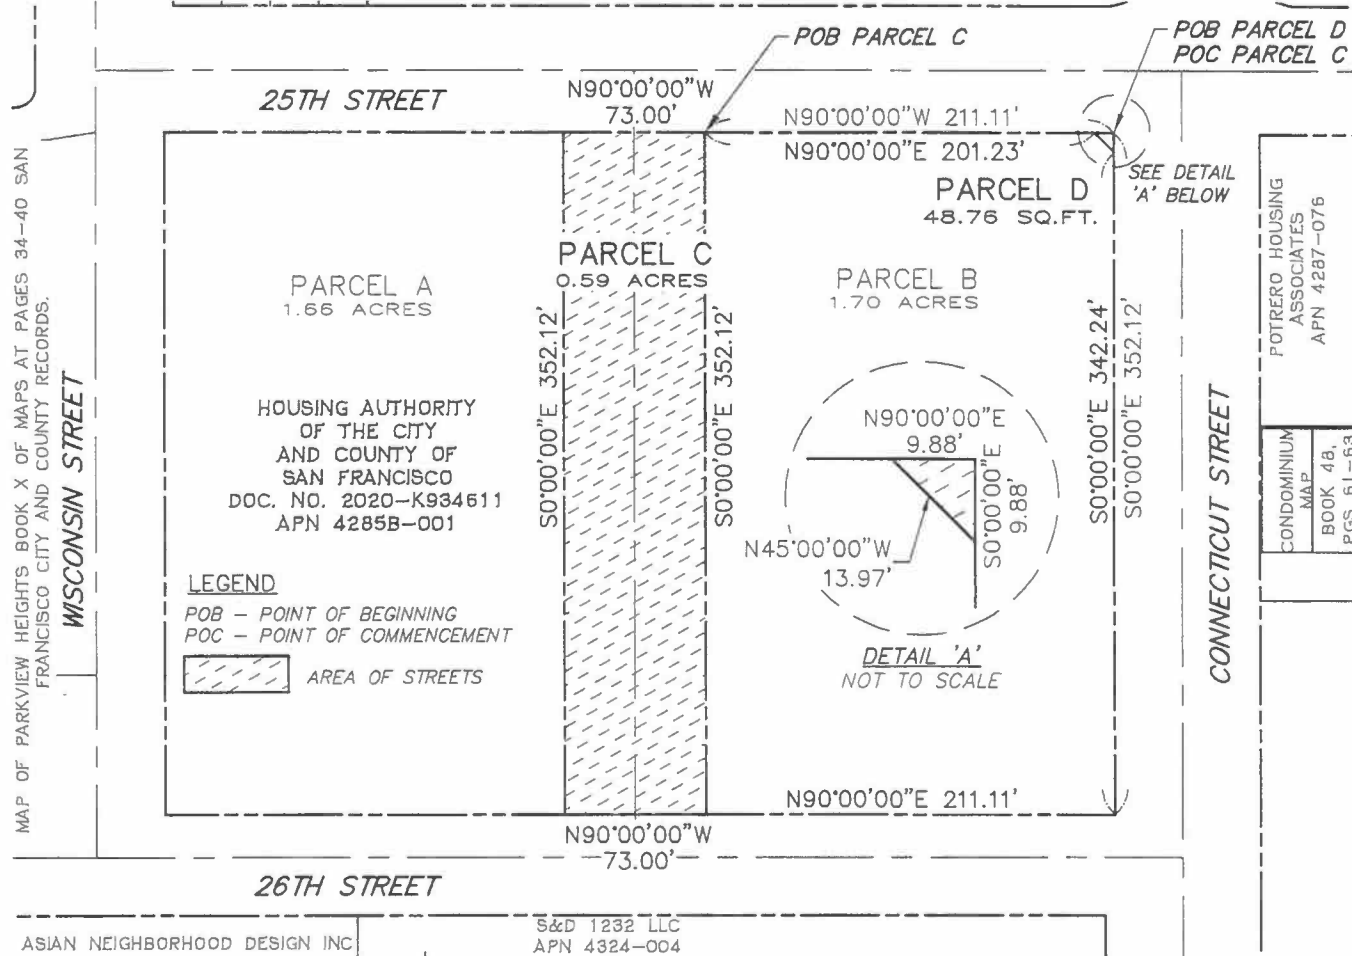 POB PARCEL C
POB PARCEL D
POC PARCEL C
25TH STREET
N90°00'00"W
73.00'
N90°00'00"W 211.11'
N90°00'00"E 201.23'
SEE DETAIL
'A' BELOW
PARCEL D
48.76 SQ.FT.
PARCEL C
0.59 ACRES
PARCEL A
1.66 ACRES
PARCEL B
1.70 ACRES
S0°00'00"E 352.12'
S0°00'00"E 352.12'
S0°00'00"E 342.24'
S0°00'00"E 352.12'
HOUSING AUTHORITY
OF THE CITY
AND COUNTY OF
SAN FRANCISCO
DOC. NO. 2020-K934611
APN 4285B-001
N90°00'00"E
9.88'
S0°00'00"E
9.88'
N45°00'00"W
13.97'
DETAIL 'A'
NOT TO SCALE
LEGEND
POB - POINT OF BEGINNING
POC - POINT OF COMMENCEMENT
AREA OF STREETS
N90°00'00"E 211.11'
N90°00'00"W
73.00'
26TH STREET
S&D 1232 LLC
APN 4324-004
ASIAN NEIGHBORHOOD DESIGN INC
MAP OF PARKVIEW HEIGHTS BOOK X OF MAPS AT PAGES 34-40 SAN
FRANCISCO CITY AND COUNTY RECORDS.
WISCONSIN STREET
CONNECTICUT STREET
POTRERO HOUSING
ASSOCIATES
APN 4287-076
CONDOMINIUM
MAP
BOOK 48,
PGS 61-63